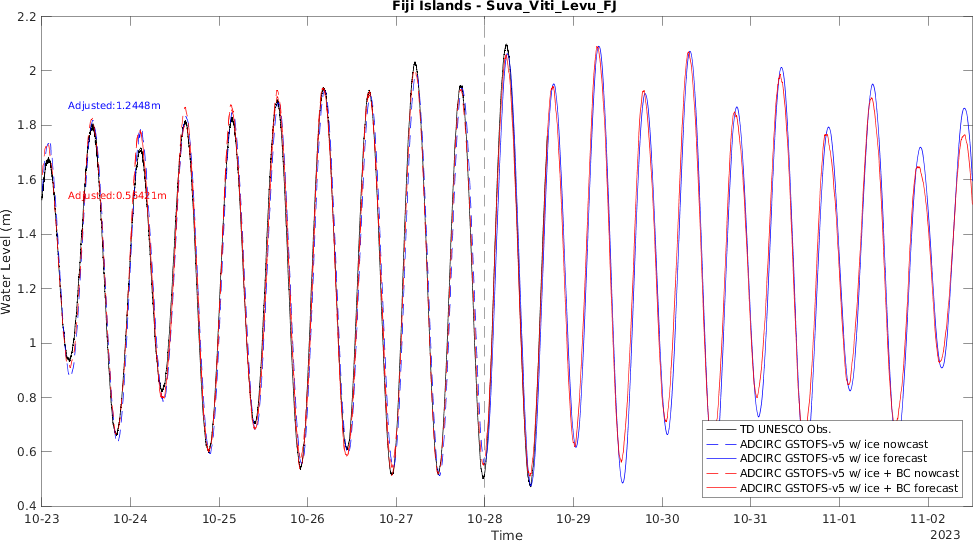 Fiji Islands - Suva_Viti_Levu_FJ
2.2
2
1.8
1.6
1.4
1.2
1
0.8
0.6
0.4
Water Level (m)
Adjusted:1.2448m
Adjusted:0.56421m
TD UNESCO Obs.
ADCIRC GSTOFS-v5 w/ ice nowcast
ADCIRC GSTOFS-v5 w/ ice forecast
ADCIRC GSTOFS-v5 w/ ice + BC nowcast
ADCIRC GSTOFS-v5 w/ ice + BC forecast
10-23 10-24 10-25 10-26 10-27 10-28 10-29 10-30 10-31 11-01 11-02
Time 2023